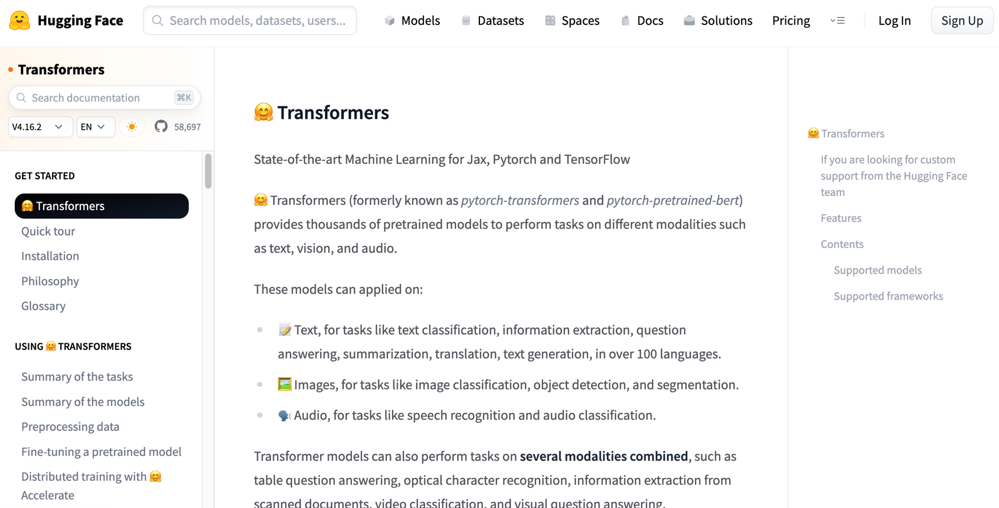 Hugging Face
Search models, datasets, users...
Models
Datasets
Spaces
Docs
Solutions
Pricing
Log In
Sign Up
Transformers
Search documentation
⌘K
V4.16.2
EN
58,697
GET STARTED
🤗 Transformers
Quick tour
Installation
Philosophy
Glossary
USING 🤗 TRANSFORMERS
Summary of the tasks
Summary of the models
Preprocessing data
Fine-tuning a pretrained model
Distributed training with 🤗
Accelerate
🤗 Transformers
State-of-the-art Machine Learning for Jax, Pytorch and TensorFlow
🤗 Transformers (formerly known as pytorch-transformers and pytorch-pretrained-bert)
provides thousands of pretrained models to perform tasks on different modalities such
as text, vision, and audio.
These models can applied on:
📝 Text, for tasks like text classification, information extraction, question
answering, summarization, translation, text generation, in over 100 languages.
🖼️ Images, for tasks like image classification, object detection, and segmentation.
🗣️ Audio, for tasks like speech recognition and audio classification.
Transformer models can also perform tasks on several modalities combined, such as
table question answering, optical character recognition, information extraction from
scanned documents, video classification, and visual question answering.
🤗 Transformers
If you are looking for custom
support from the Hugging Face
team
Features
Contents
Supported models
Supported frameworks